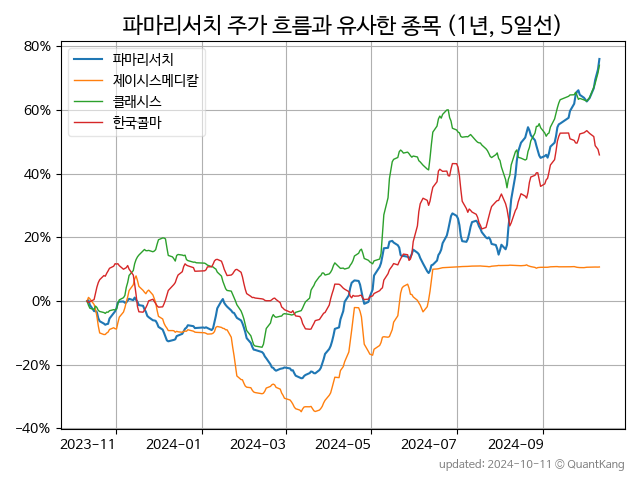 파마리서치 주가 흐름과 유사한 종목 (1년, 5일선)
80%
60%
40%
20%
0%
−20%
−40%
파마리서치
제이시스메디칼
클래시스
한국콜마
2023-11 2024-01 2024-03 2024-05 2024-07 2024-09
updated: 2024-10-11 © QuantKang